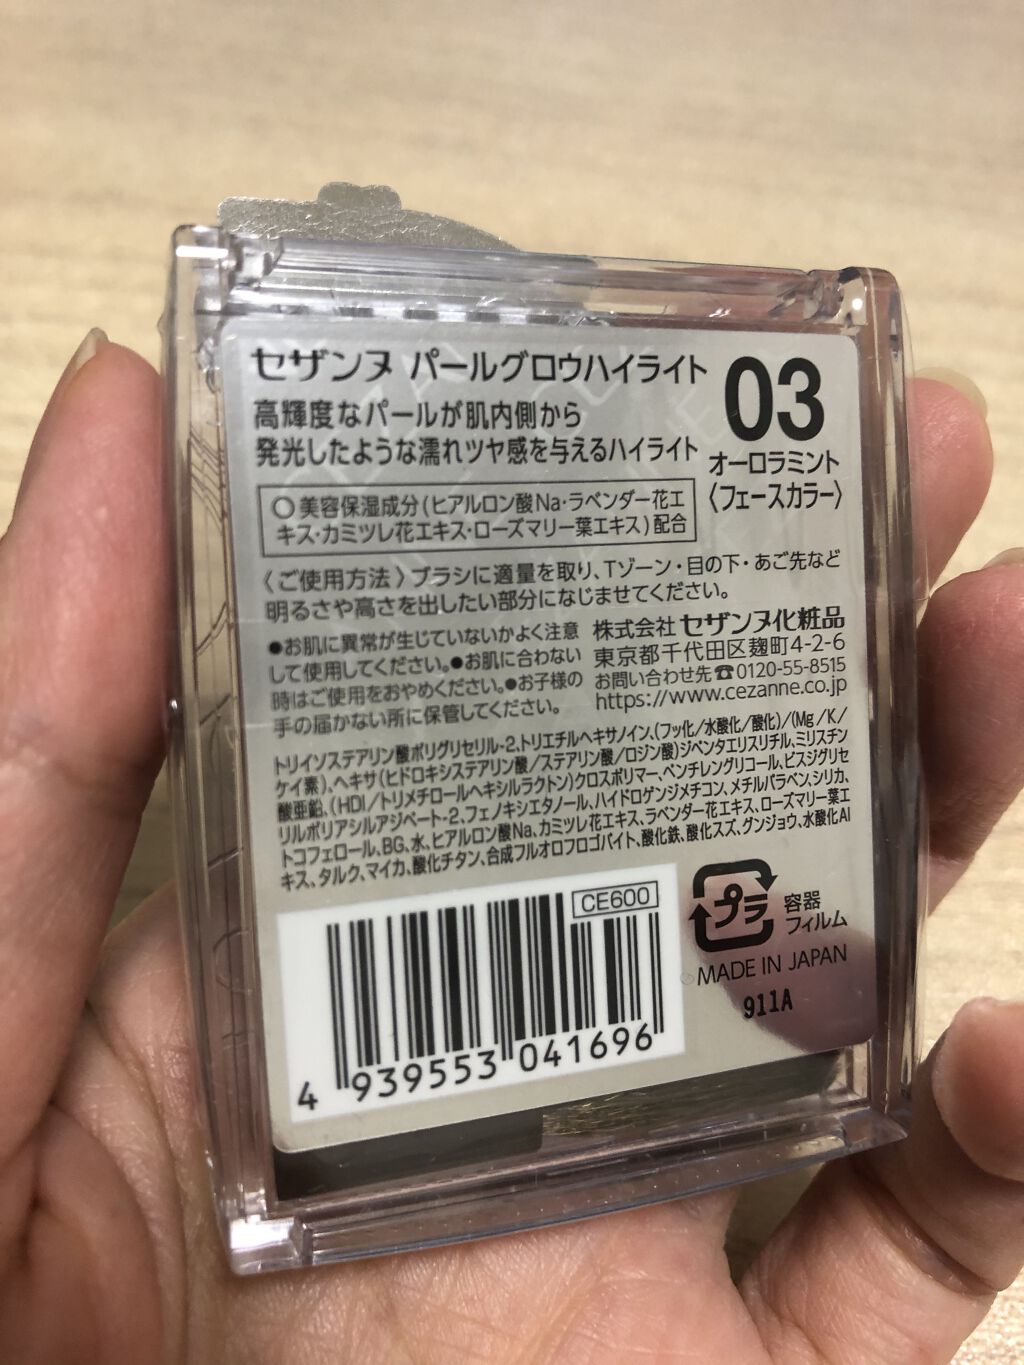 セザンヌ パールグロウハイライト
高輝度なパールが肌内側から
発光したような濡れツヤ感を与えるハイライト
03
オーロラミント
〈フェースカラー〉
○美容保湿成分(ヒアルロン酸Na・ラベンダー花エ
キス・カミツレ花エキス・ローズマリー葉エキス)配合
〈ご使用方法〉ブラシに適量を取り、Tゾーン・目の下・あご先など
明るさや高さを出したい部分になじませてください。
●お肌に異常が生じていないかよく注意
して使用してください。●お肌に合わない
時はご使用をおやめください。●お子様の
手の届かない所に保管してください。
株式会社 セザンヌ化粧品
東京都千代田区麹町4-2-6
お問い合わせ先☎0120-55-8515
https://www.cezanne.co.jp
トリイソステアリン酸ポリグリセリル-2、トリエチルヘキサノイン、(フッ化/水酸化/酸化)/(Mg/K/
ケイ素)、ヘキサ(ヒドロキシステアリン酸/ステアリン酸/ロジン酸)ジペンタエリスリチル、ミリスチン
酸亜鉛、(HDI/トリメチロールヘキシルラクトン)クロスポリマー、ペンチレングリコール、ビスジグリセ
リルポリアシルアジペート-2、フェノキシエタノール、ハイドロゲンジメチコン、メチルパラベン、シリカ、
トコフェロール、BG、水、ヒアルロン酸Na、カミツレ花エキス、ラベンダー花エキス、ローズマリー葉エ
キス、タルク、マイカ、酸化チタン、合成フルオロフロゴパイト、酸化鉄、酸化スズ、グンジョウ、水酸化Al
CE600
4 939553 041696
プラ
容器
フィルム
MADE IN JAPAN
911A